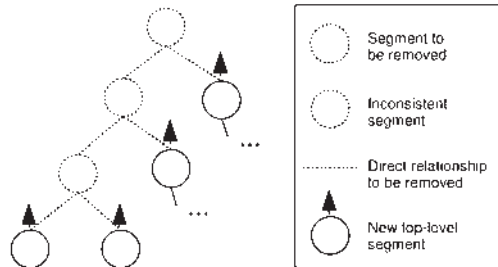 Segment to
be removed
Inconsistent
segment
Direct relationship
to be removed
New top-level
segment
...
...